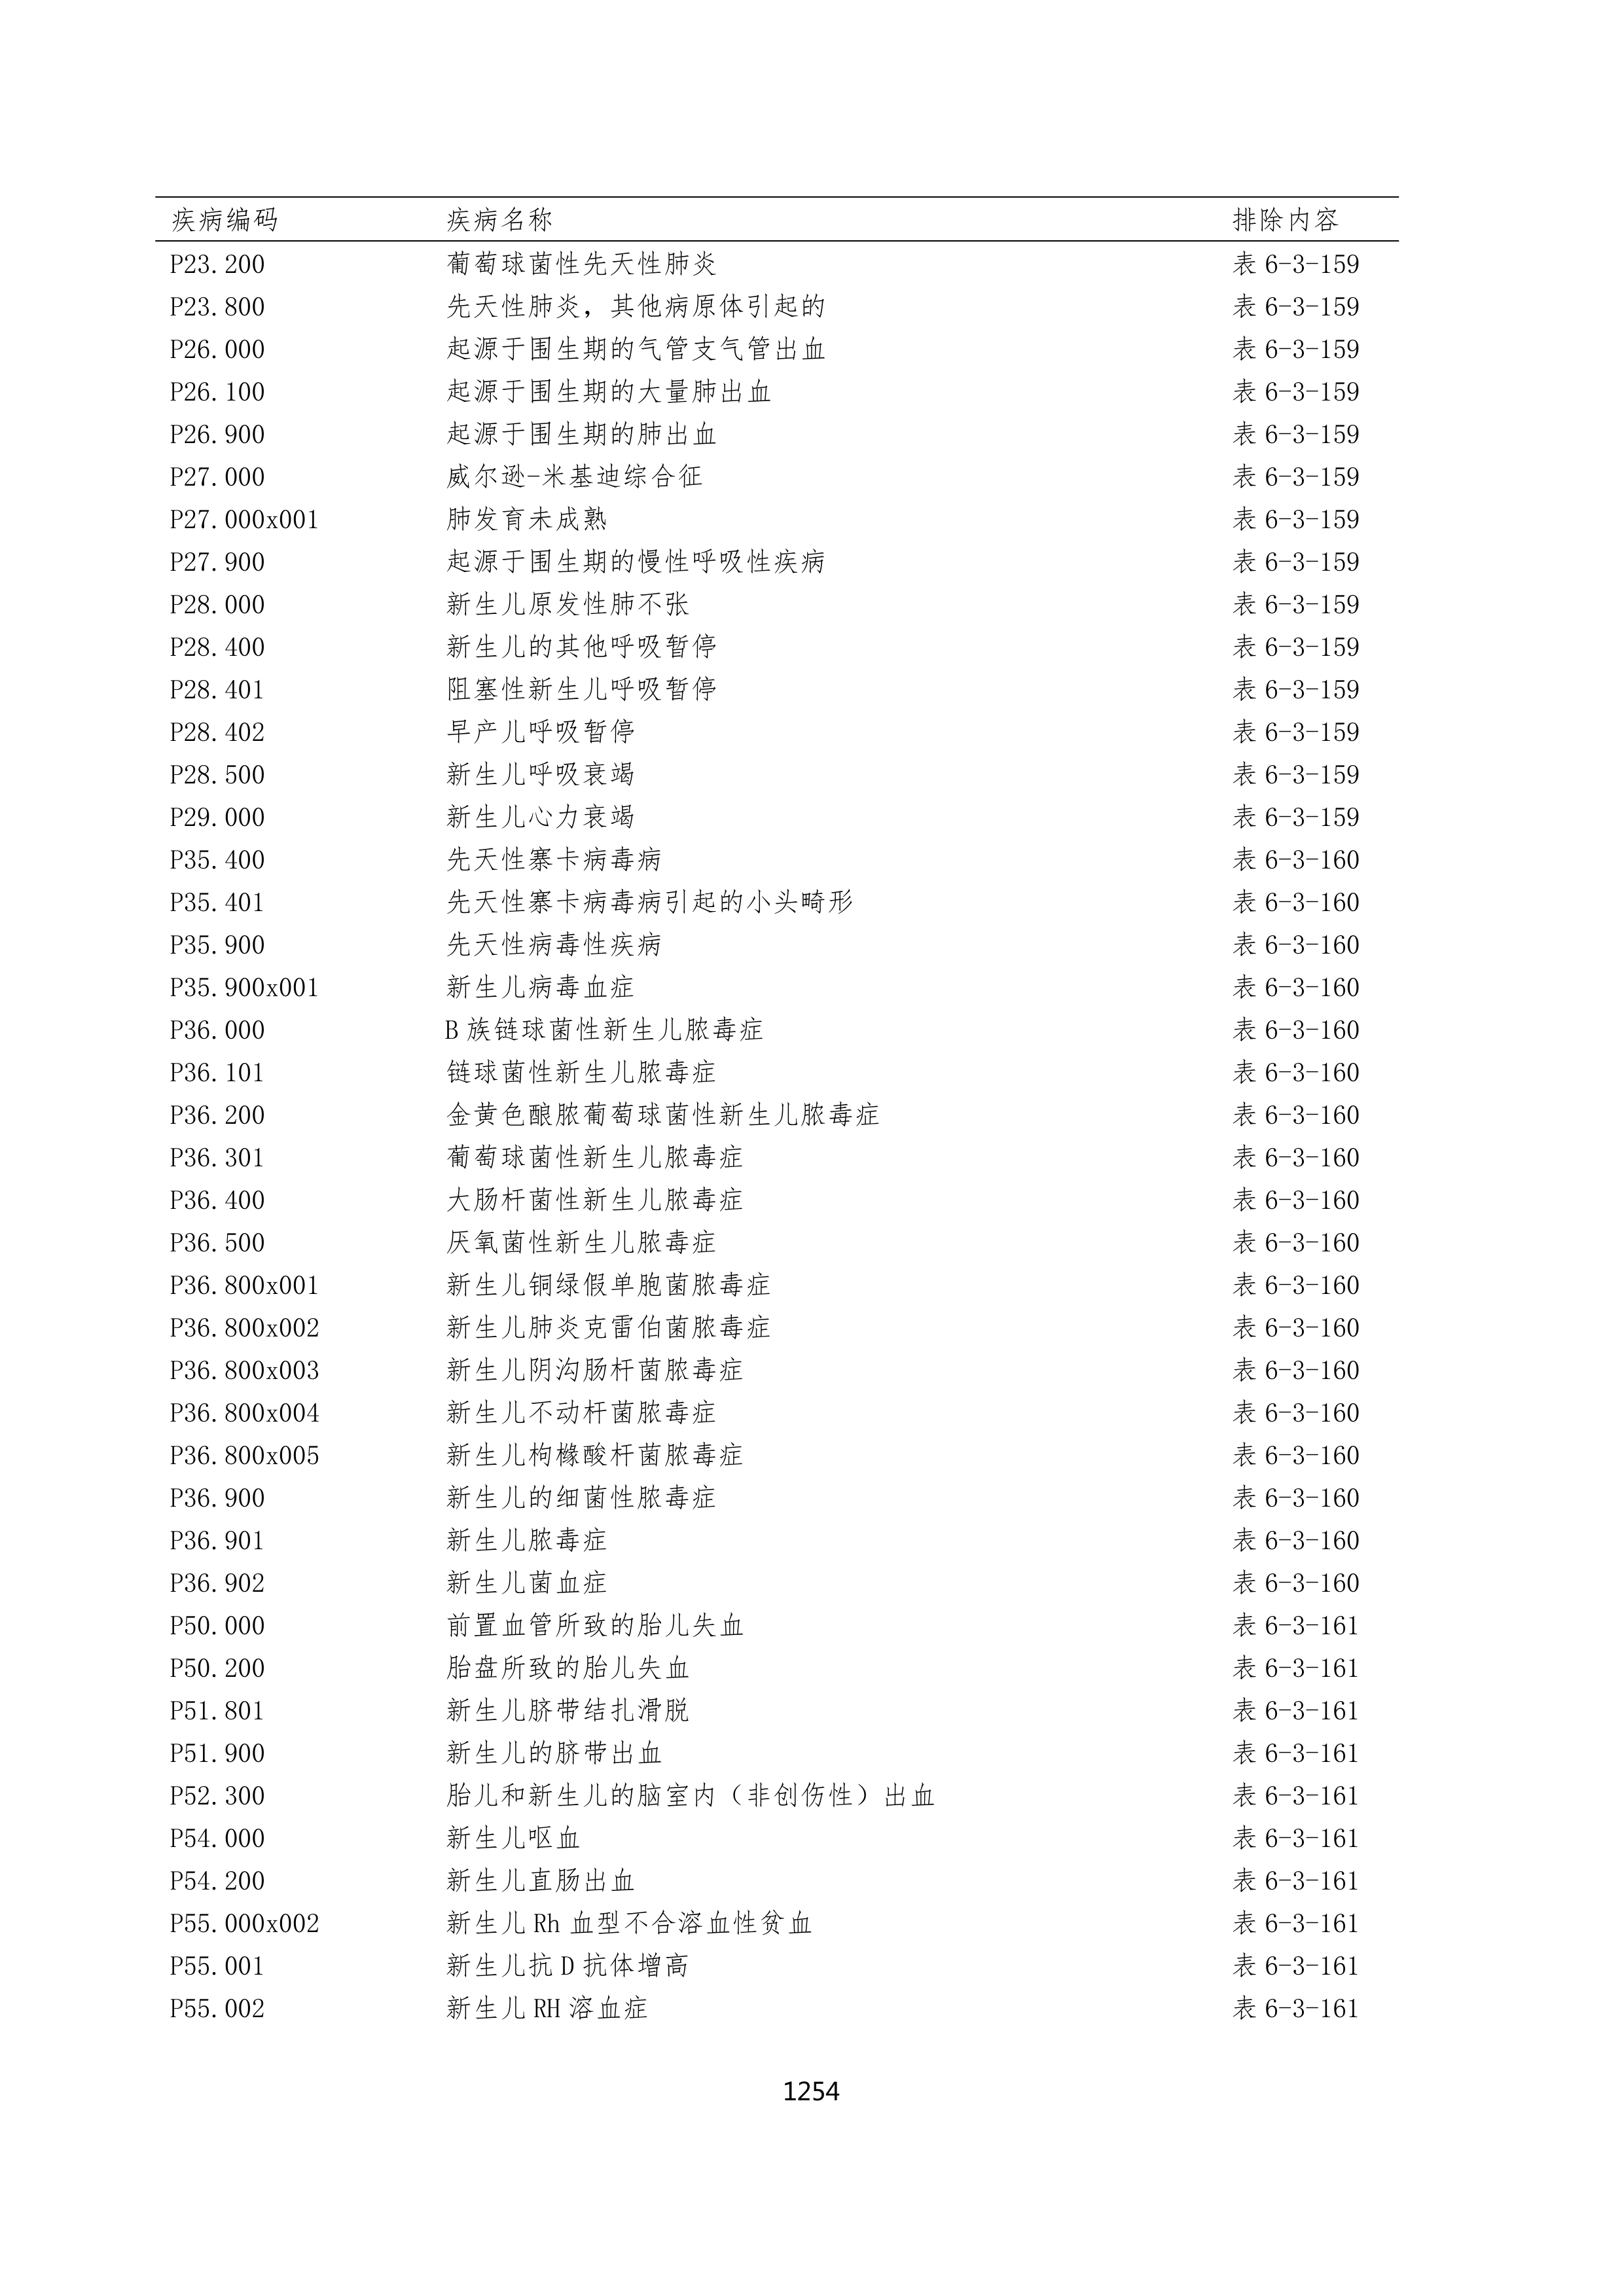 疾病编码 疾病名称 排除内容
P23.200 葡萄球菌性先天性肺炎 表 6-3-159
P23.800 先天性肺炎，其他病原体引起的 表 6-3-159
P26.000 起源于围生期的气管支气管出血 表 6-3-159
P26.100 起源于围生期的大量肺出血 表 6-3-159
P26.900 起源于围生期的肺出血 表 6-3-159
P27.000 威尔逊-米基迪综合征 表 6-3-159
P27.000x001 肺发育未成熟 表 6-3-159
P27.900 起源于围生期的慢性呼吸性疾病 表 6-3-159
P28.000 新生儿原发性肺不张 表 6-3-159
P28.400 新生儿的其他呼吸暂停 表 6-3-159
P28.401 阻塞性新生儿呼吸暂停 表 6-3-159
P28.402 早产儿呼吸暂停 表 6-3-159
P28.500 新生儿呼吸衰竭 表 6-3-159
P29.000 新生儿心力衰竭 表 6-3-159
P35.400 先天性寨卡病毒病 表 6-3-160
P35.401 先天性寨卡病毒病引起的小头畸形 表 6-3-160
P35.900 先天性病毒性疾病 表 6-3-160
P35.900x001 新生儿病毒血症 表 6-3-160
P36.000 B 族链球菌性新生儿脓毒症 表 6-3-160
P36.101 链球菌性新生儿脓毒症 表 6-3-160
P36.200 金黄色酿脓葡萄球菌性新生儿脓毒症 表 6-3-160
P36.301 葡萄球菌性新生儿脓毒症 表 6-3-160
P36.400 大肠杆菌性新生儿脓毒症 表 6-3-160
P36.500 厌氧菌性新生儿脓毒症 表 6-3-160
P36.800x001 新生儿铜绿假单胞菌脓毒症 表 6-3-160
P36.800x002 新生儿肺炎克雷伯菌脓毒症 表 6-3-160
P36.800x003 新生儿阴沟肠杆菌脓毒症 表 6-3-160
P36.800x004 新生儿不动杆菌脓毒症 表 6-3-160
P36.800x005 新生儿枸橼酸杆菌脓毒症 表 6-3-160
P36.900 新生儿的细菌性脓毒症 表 6-3-160
P36.901 新生儿脓毒症 表 6-3-160
P36.902 新生儿菌血症 表 6-3-160
P50.000 前置血管所致的胎儿失血 表 6-3-161
P50.200 胎盘所致的胎儿失血 表 6-3-161
P51.801 新生儿脐带结扎滑脱 表 6-3-161
P51.900 新生儿的脐带出血 表 6-3-161
P52.300 胎儿和新生儿的脑室内（非创伤性）出血 表 6-3-161
P54.000 新生儿呕血 表 6-3-161
P54.200 新生儿直肠出血 表 6-3-161
P55.000x002 新生儿 Rh 血型不合溶血性贫血 表 6-3-161
P55.001 新生儿抗 D 抗体增高 表 6-3-161
P55.002 新生儿 RH 溶血症 表 6-3-161
1254